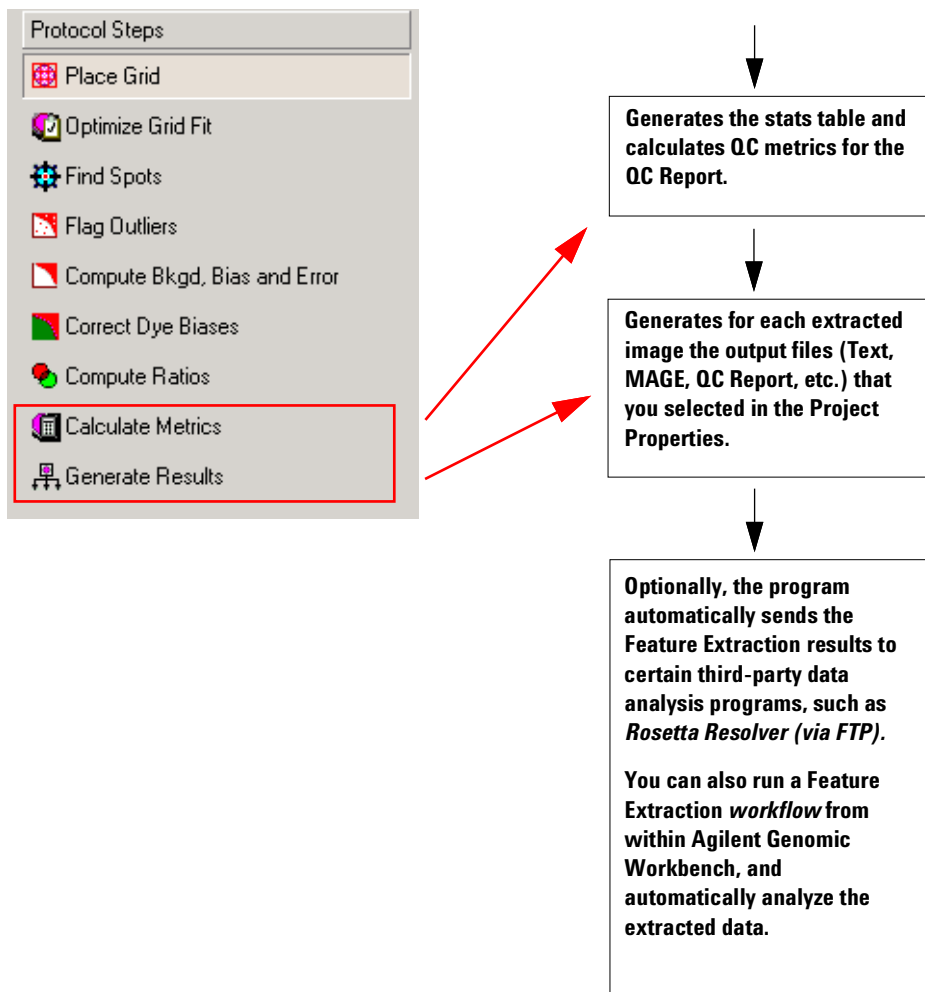 Protocol Steps
Place Grid
Optimize Grid Fit
Find Spots
Flag Outliers
Compute Bkgd, Bias and Error
Correct Dye Biases
Compute Ratios
Calculate Metrics
Generate Results
Generates the stats table and
calculates QC metrics for the
QC Report.
Generates for each extracted
image the output files (Text,
MAGE, QC Report, etc.) that
you selected in the Project
Properties.
Optionally, the program
automatically sends the
Feature Extraction results to
certain third-party data
analysis programs, such as
Rosetta Resolver (via FTP).
You can also run a Feature
Extraction workflow from
within Agilent Genomic
Workbench, and
automatically analyze the
extracted data.